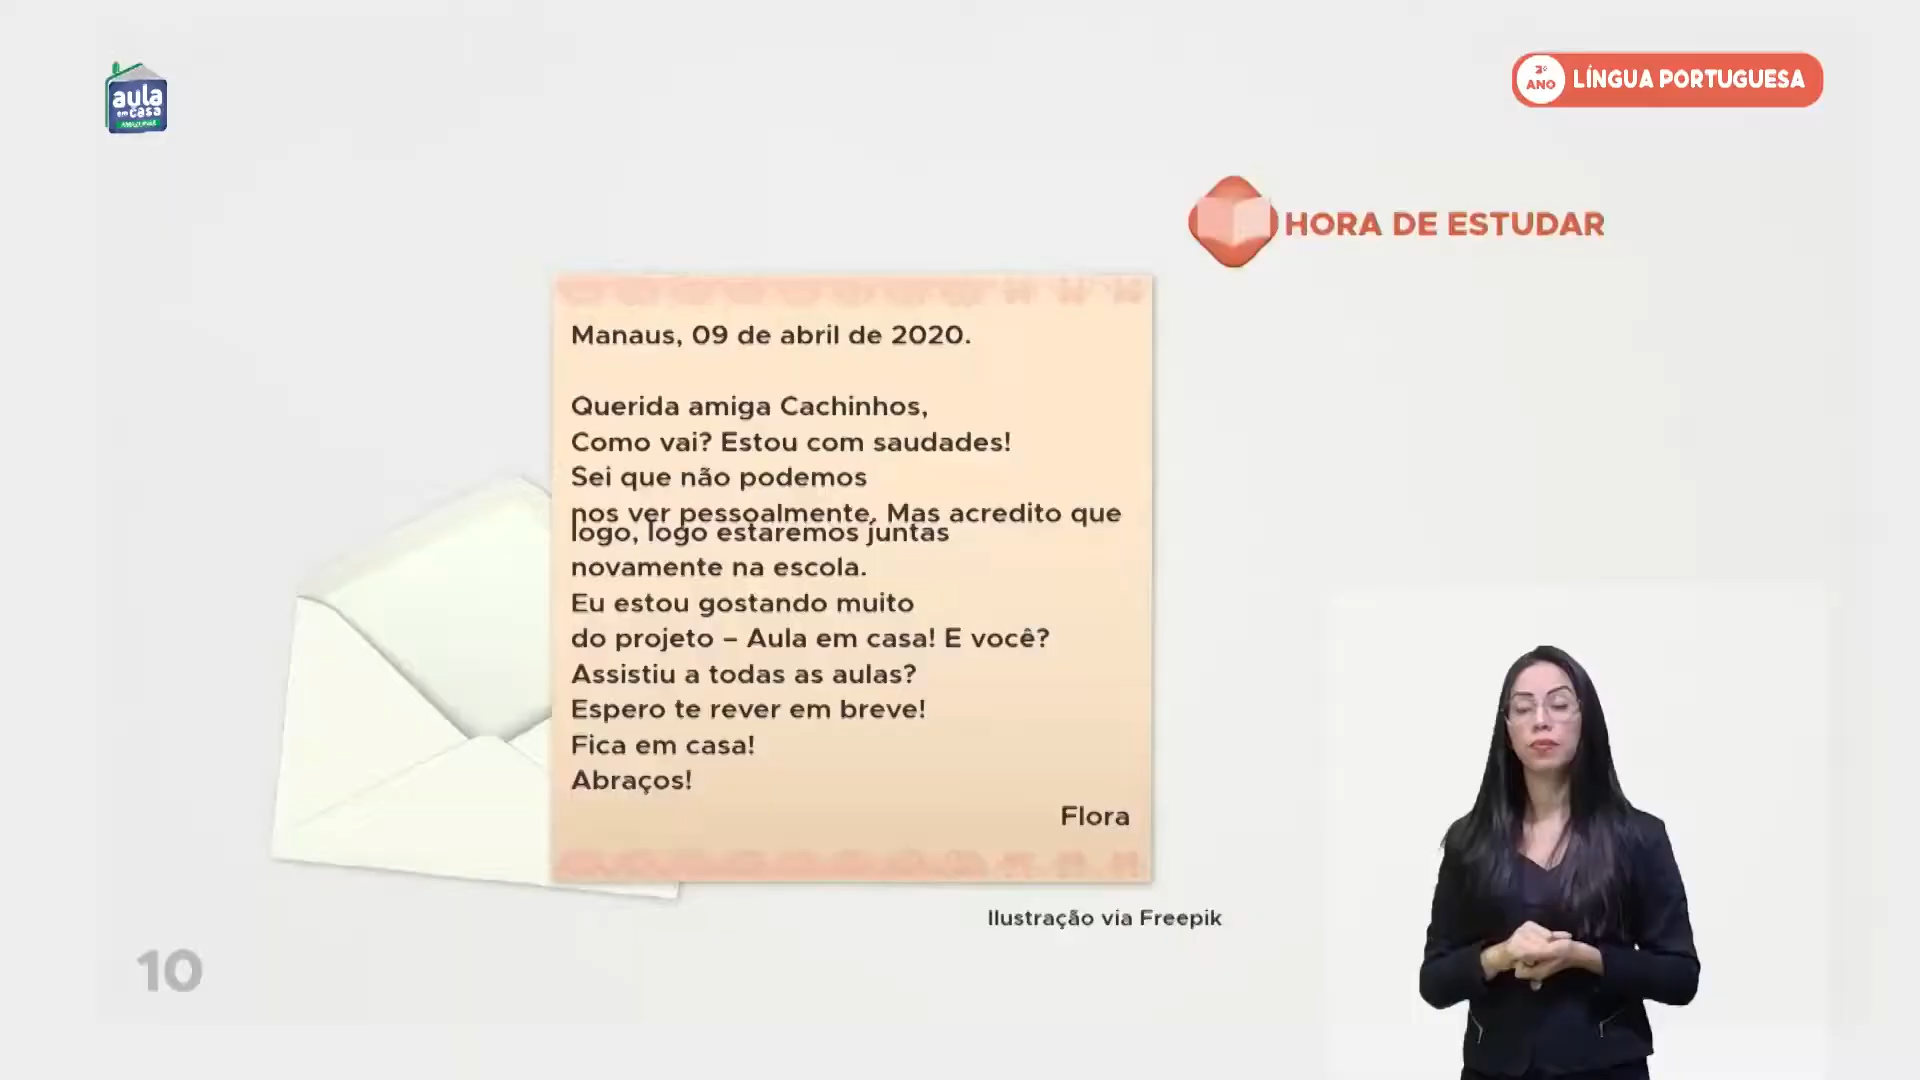 aula
em casa
2º
ANO
LÍNGUA PORTUGUESA
HORA DE ESTUDAR
Manaus, 09 de abril de 2020.
Querida amiga Cachinhos,
Como vai? Estou com saudades!
Sei que não podemos
nos ver pessoalmente. Mas acredito que
logo, logo estaremos juntas
novamente na escola.
Eu estou gostando muito
do projeto – Aula em casa! E você?
Assistiu a todas as aulas?
Espero te rever em breve!
Fica em casa!
Abraços!
Flora
Ilustração via Freepik
10